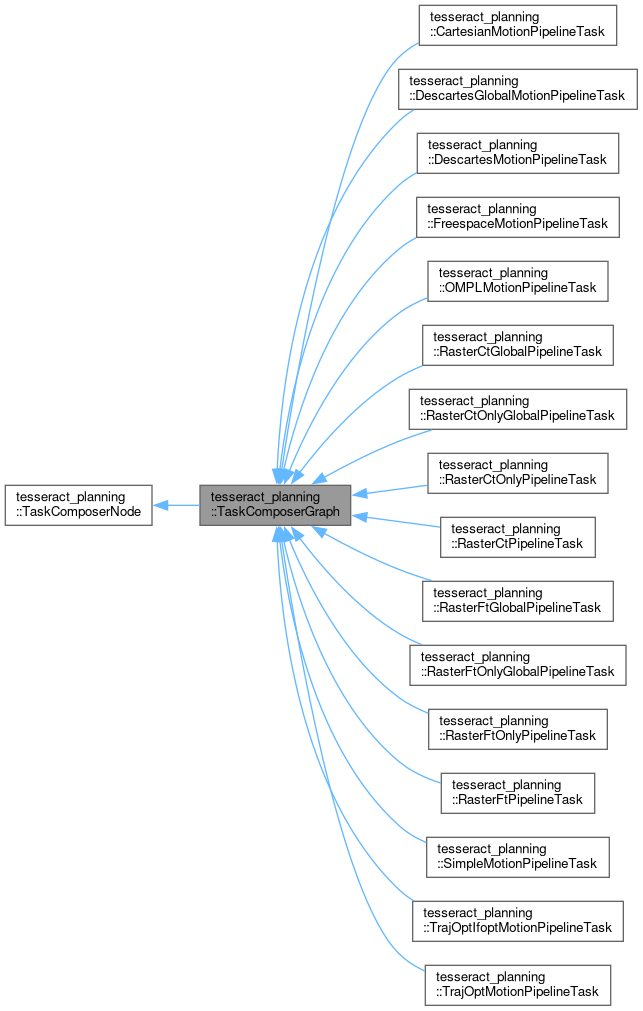 tesseract_planning
::CartesianMotionPipelineTask
tesseract_planning
::DescartesGlobalMotionPipelineTask
tesseract_planning
::DescartesMotionPipelineTask
tesseract_planning
::FreespaceMotionPipelineTask
tesseract_planning
::OMPLMotionPipelineTask
tesseract_planning
::RasterCtGlobalPipelineTask
tesseract_planning
::RasterCtOnlyGlobalPipelineTask
tesseract_planning
::RasterCtOnlyPipelineTask
tesseract_planning
::TaskComposerNode
tesseract_planning
::TaskComposerGraph
tesseract_planning
::RasterCtPipelineTask
tesseract_planning
::RasterFtGlobalPipelineTask
tesseract_planning
::RasterFtOnlyGlobalPipelineTask
tesseract_planning
::RasterFtOnlyPipelineTask
tesseract_planning
::RasterFtPipelineTask
tesseract_planning
::SimpleMotionPipelineTask
tesseract_planning
::TrajOptIfoptMotionPipelineTask
tesseract_planning
::TrajOptMotionPipelineTask